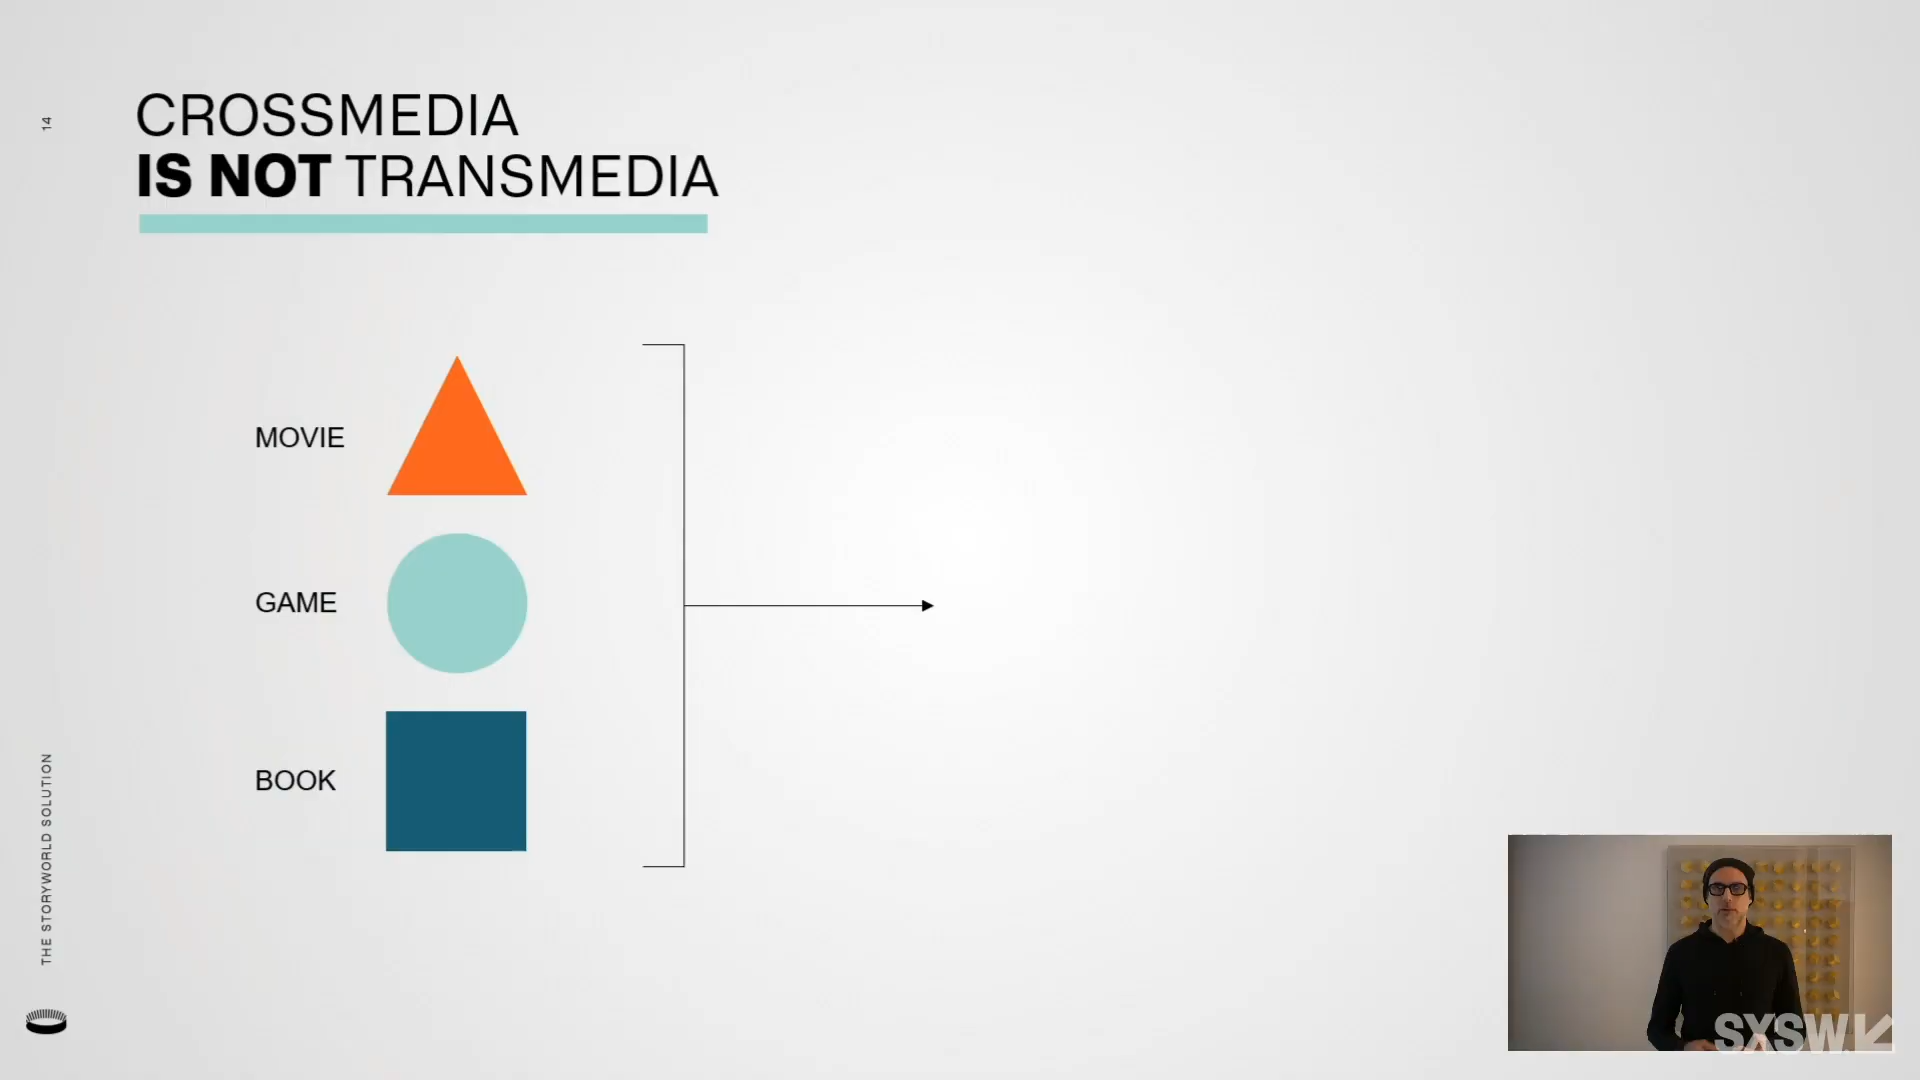 14
CROSSMEDIA
IS NOT TRANSMEDIA
MOVIE
GAME
BOOK
THE STORYWORLD SOLUTION
SXSW